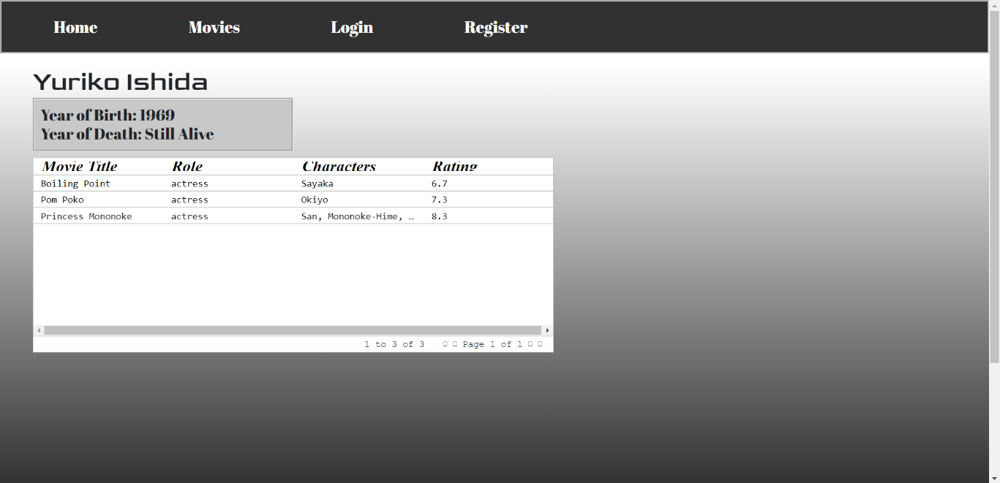 Home Movies Login Register
Yuriko Ishida
Year of Birth: 1969
Year of Death: Still Alive
Movie Title Role Characters Rating
Boiling Point actress Sayaka 6.7
Pom Poko actress Okiyo 7.3
Princess Mononoke actress San, Mononoke-Hime, … 8.3
1 to 3 of 3 Page 1 of 1